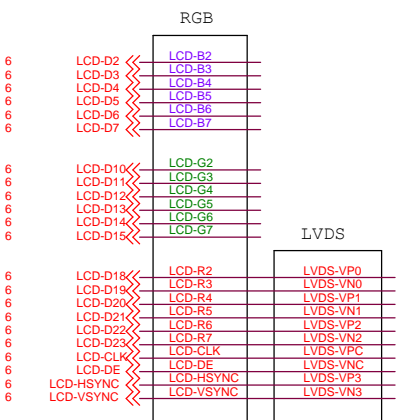 RGB
6 LCD-D2 LCD-B2
6 LCD-D3 LCD-B3
6 LCD-D4 LCD-B4
6 LCD-D5 LCD-B5
6 LCD-D6 LCD-B6
6 LCD-D7 LCD-B7
6 LCD-D10 LCD-G2
6 LCD-D11 LCD-G3
6 LCD-D12 LCD-G4
6 LCD-D13 LCD-G5
6 LCD-D14 LCD-G6
6 LCD-D15 LCD-G7
LVDS
6 LCD-D18 LCD-R2 LVDS-VP0
6 LCD-D19 LCD-R3 LVDS-VN0
6 LCD-D20 LCD-R4 LVDS-VP1
6 LCD-D21 LCD-R5 LVDS-VN1
6 LCD-D22 LCD-R6 LVDS-VP2
6 LCD-D23 LCD-R7 LVDS-VN2
6 LCD-CLK LCD-CLK LVDS-VPC
6 LCD-DE LCD-DE LVDS-VNC
6 LCD-HSYNC LCD-HSYNC LVDS-VP3
6 LCD-VSYNC LCD-VSYNC LVDS-VN3